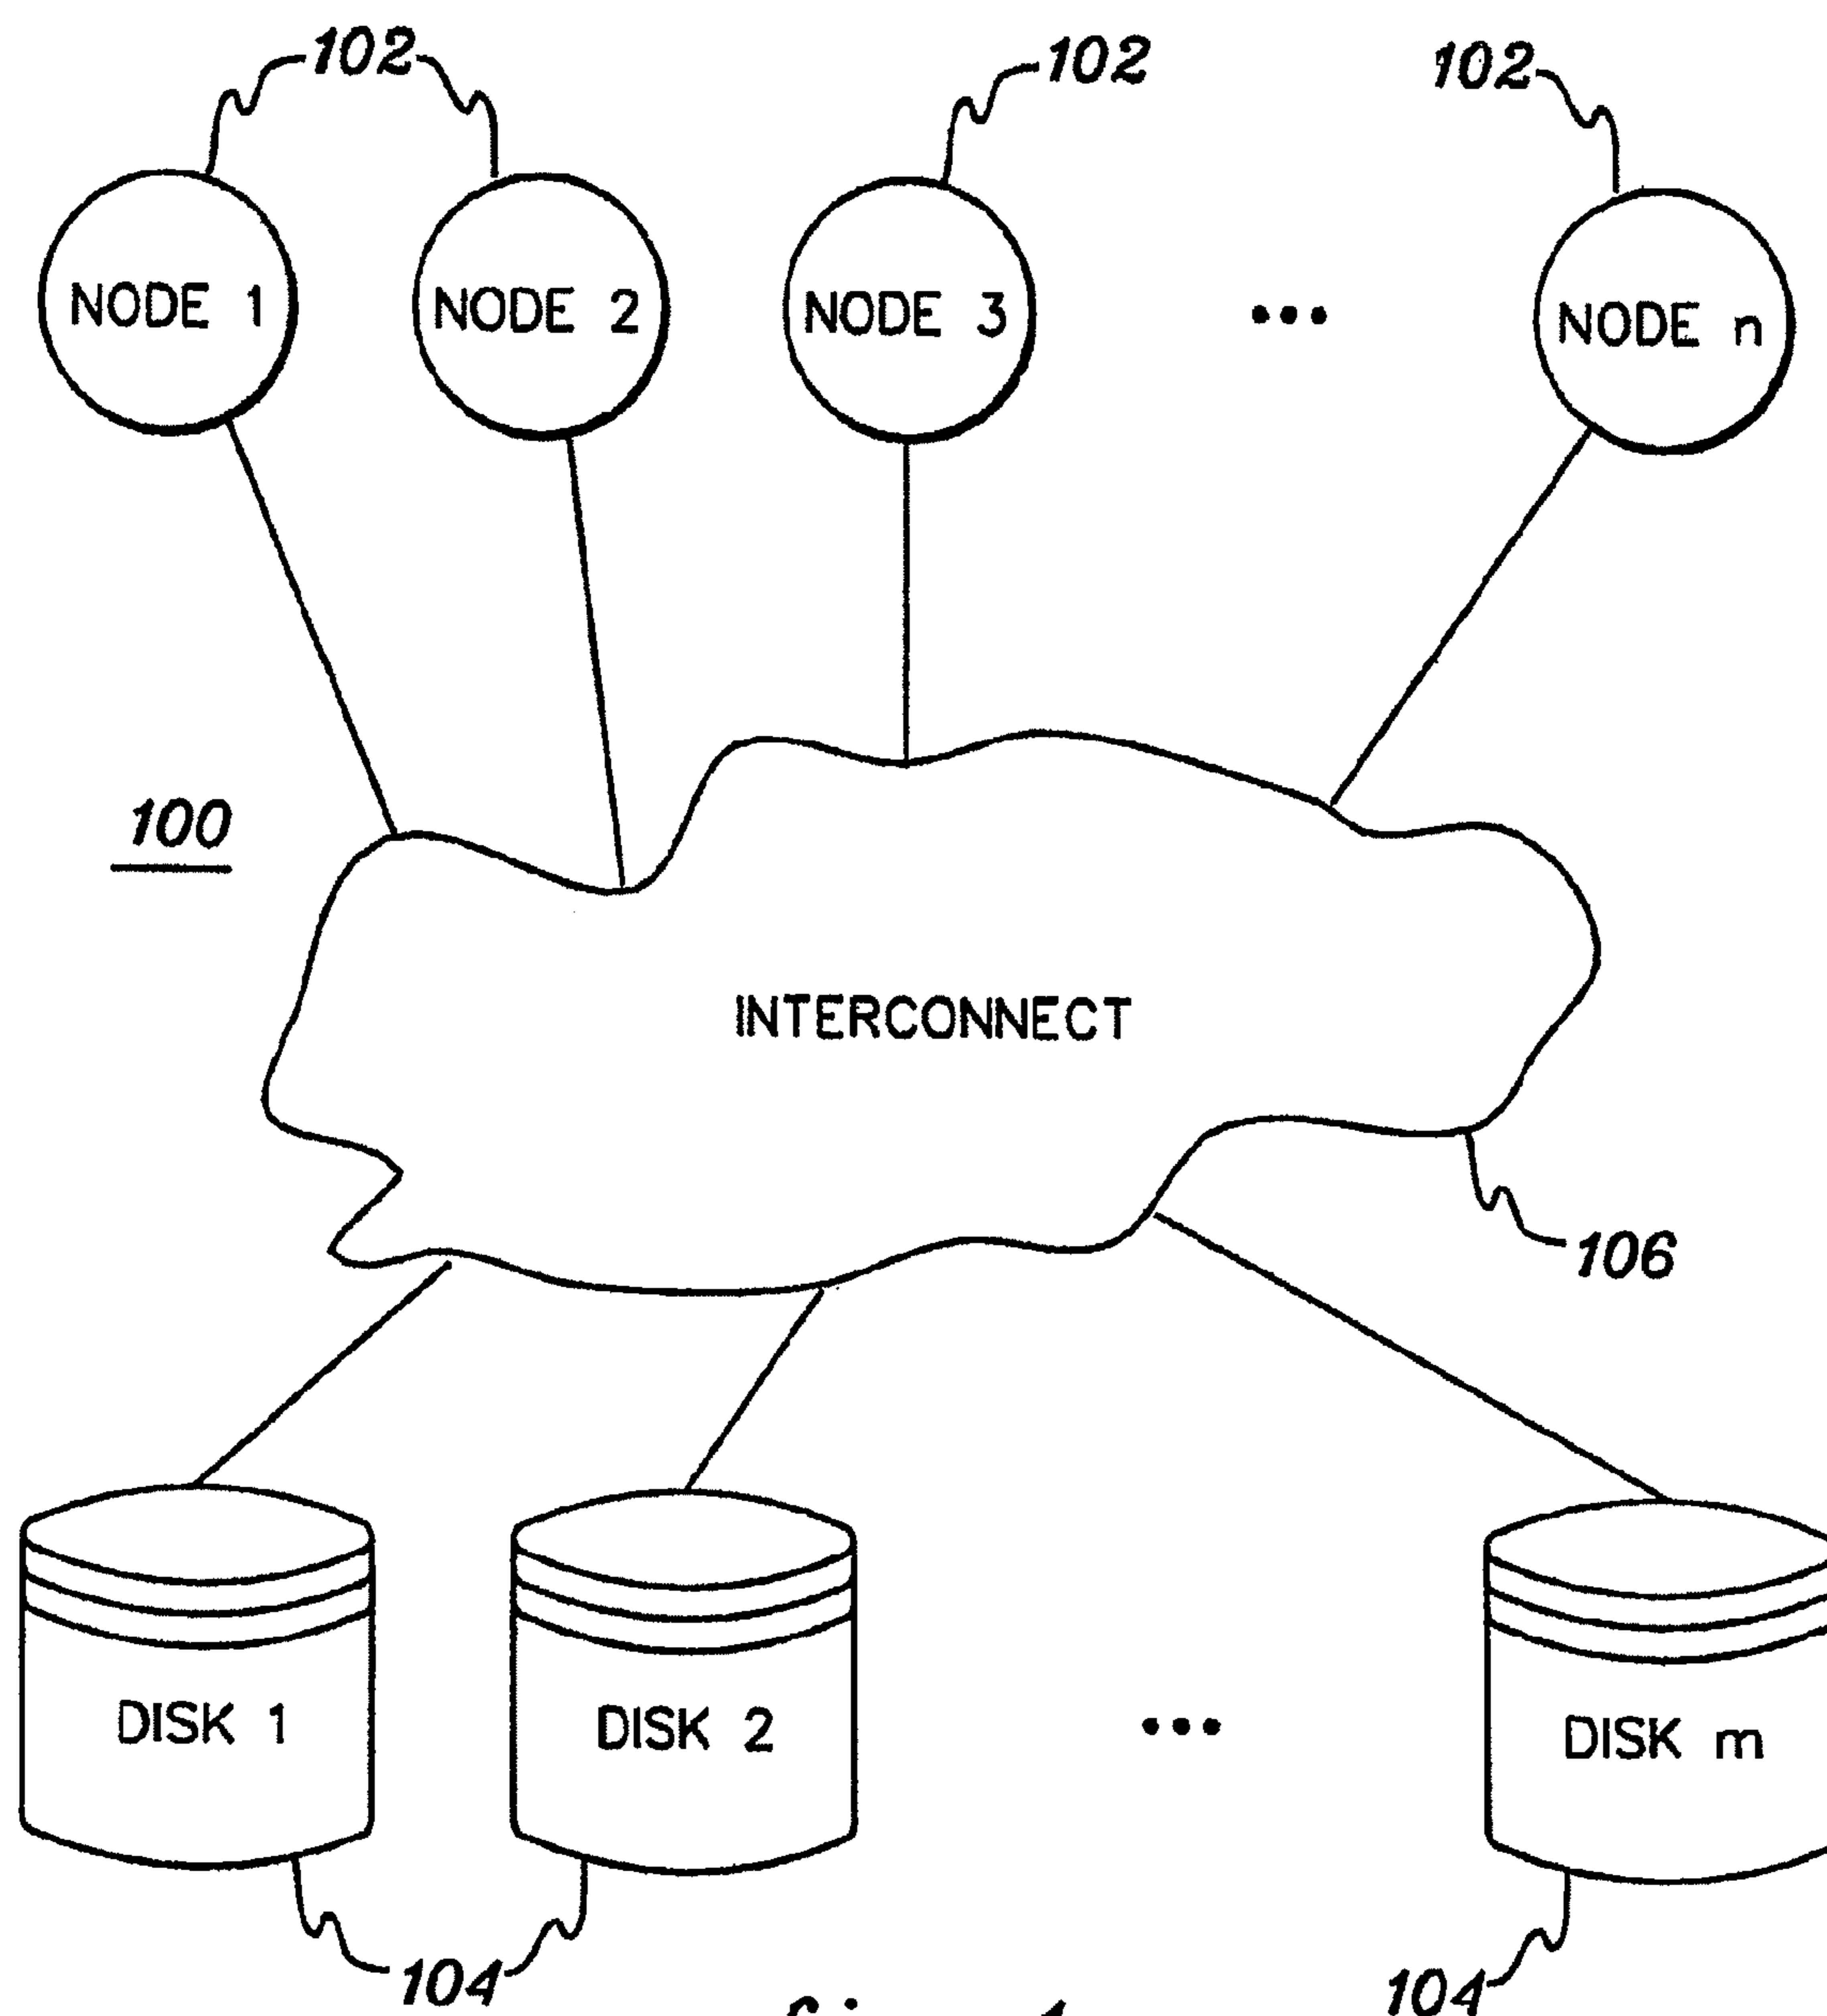 102 102 102
NODE 1 NODE 2 NODE 3 ... NODE n
100
INTERCONNECT
106
DISK 1 DISK 2 ... DISK m
104 104